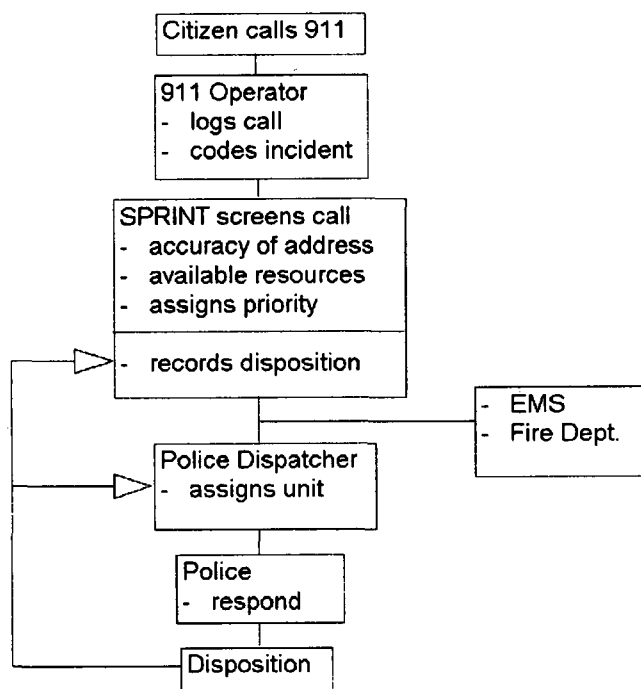 Citizen calls 911
911 Operator
- logs call
- codes incident
SPRINT screens call
- accuracy of address
- available resources
- assigns priority
- records disposition
- EMS
- Fire Dept.
Police Dispatcher
- assigns unit
Police
- respond
Disposition